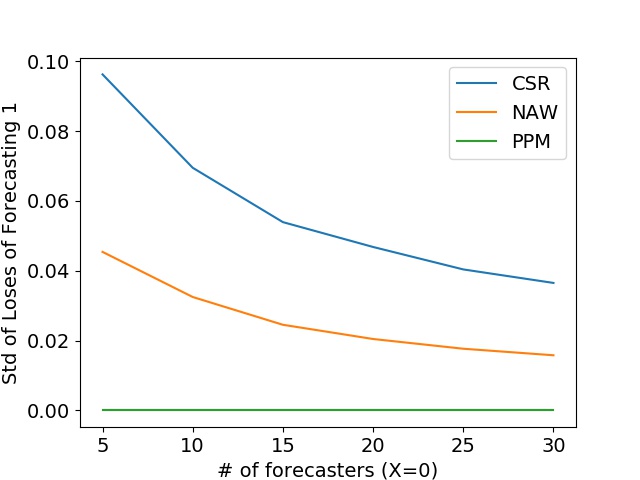 Std of Loses of Forecasting 1
0.10
0.08
0.06
0.04
0.02
0.00
CSR
NAW
PPM
5 10 15 20 25 30
# of forecasters (X=0)